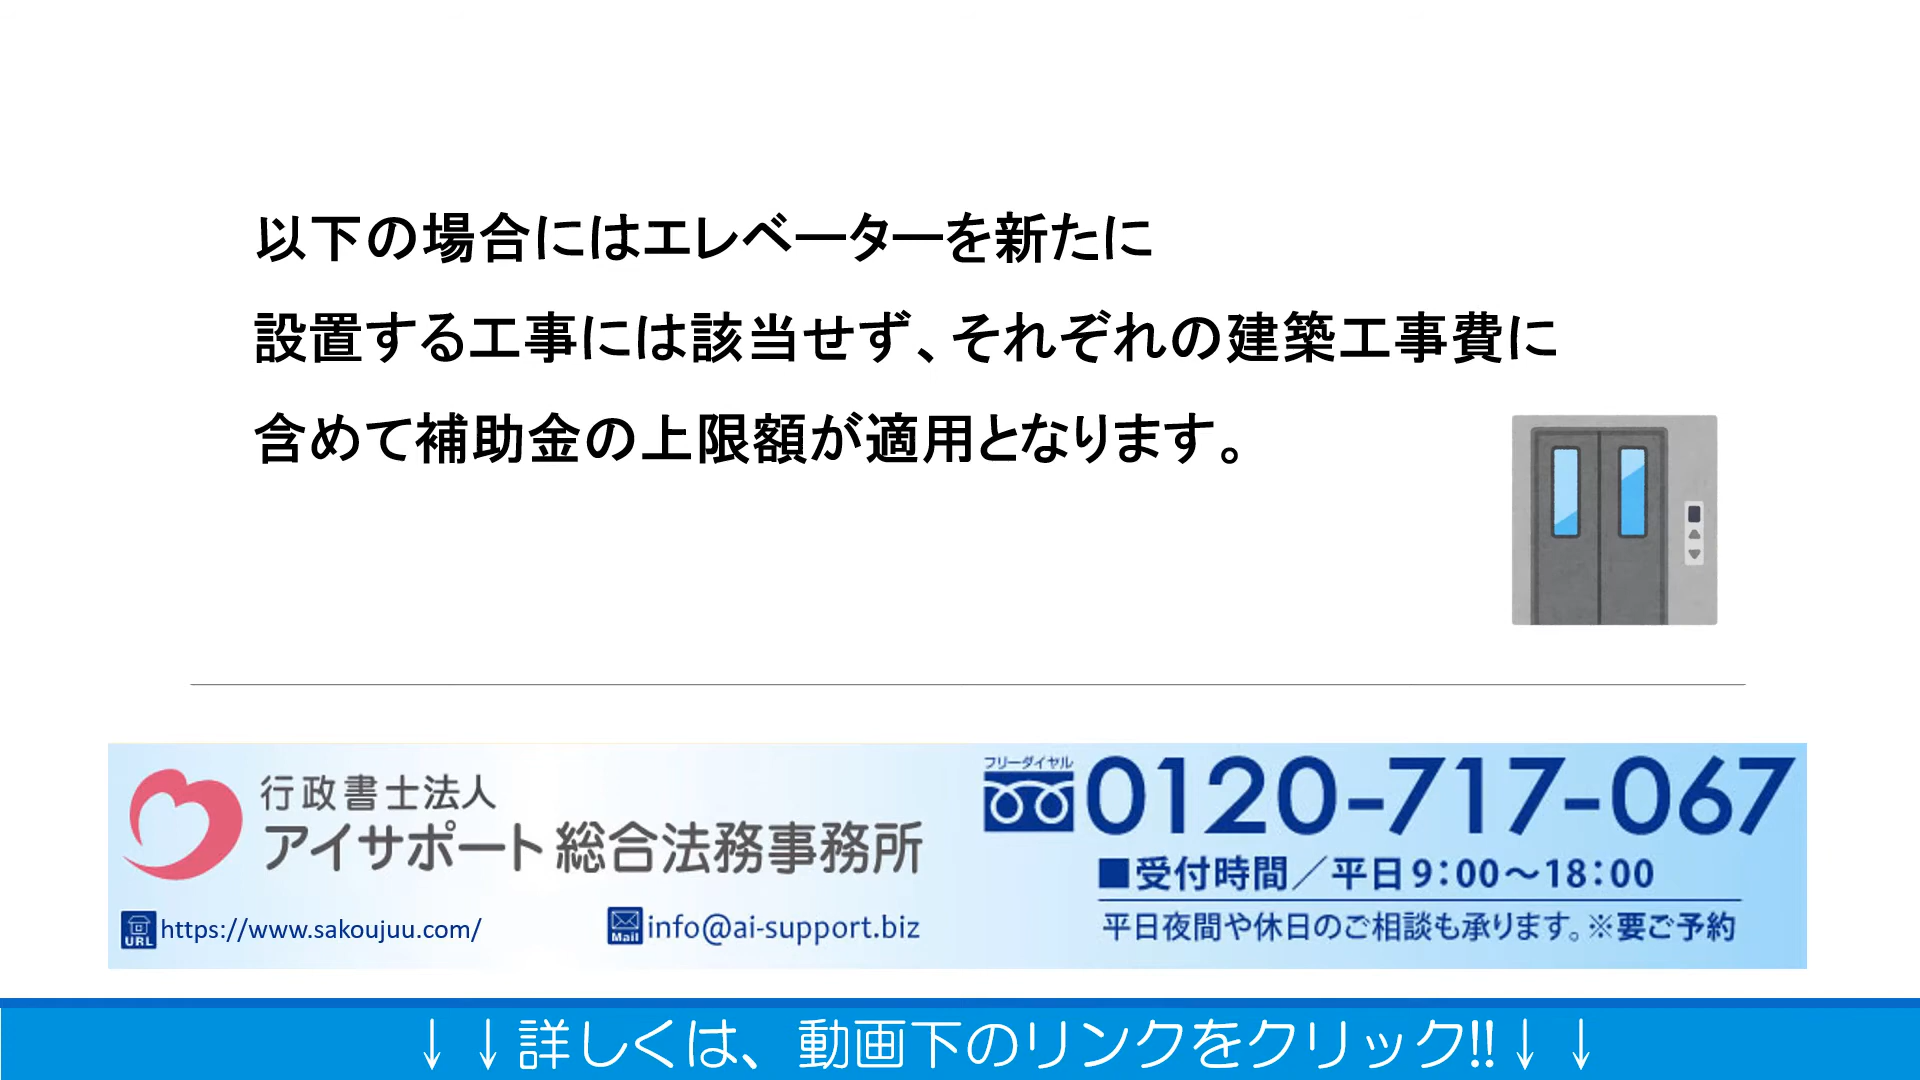 以下の場合にはエレベーターを新たに
設置する工事には該当せず、それぞれの建築工事費に
含めて補助金の上限額が適用となります。
行政書士法人
アイサポート総合法務事務所
URL https://www.sakoujuu.com/
Mail info@ai-support.biz
フリーダイヤル
0120-717-067
■受付時間／平日9：00～18：00
平日夜間や休日のご相談も承ります。※要ご予約
↓↓詳しくは、動画下のリンクをクリック!!↓↓